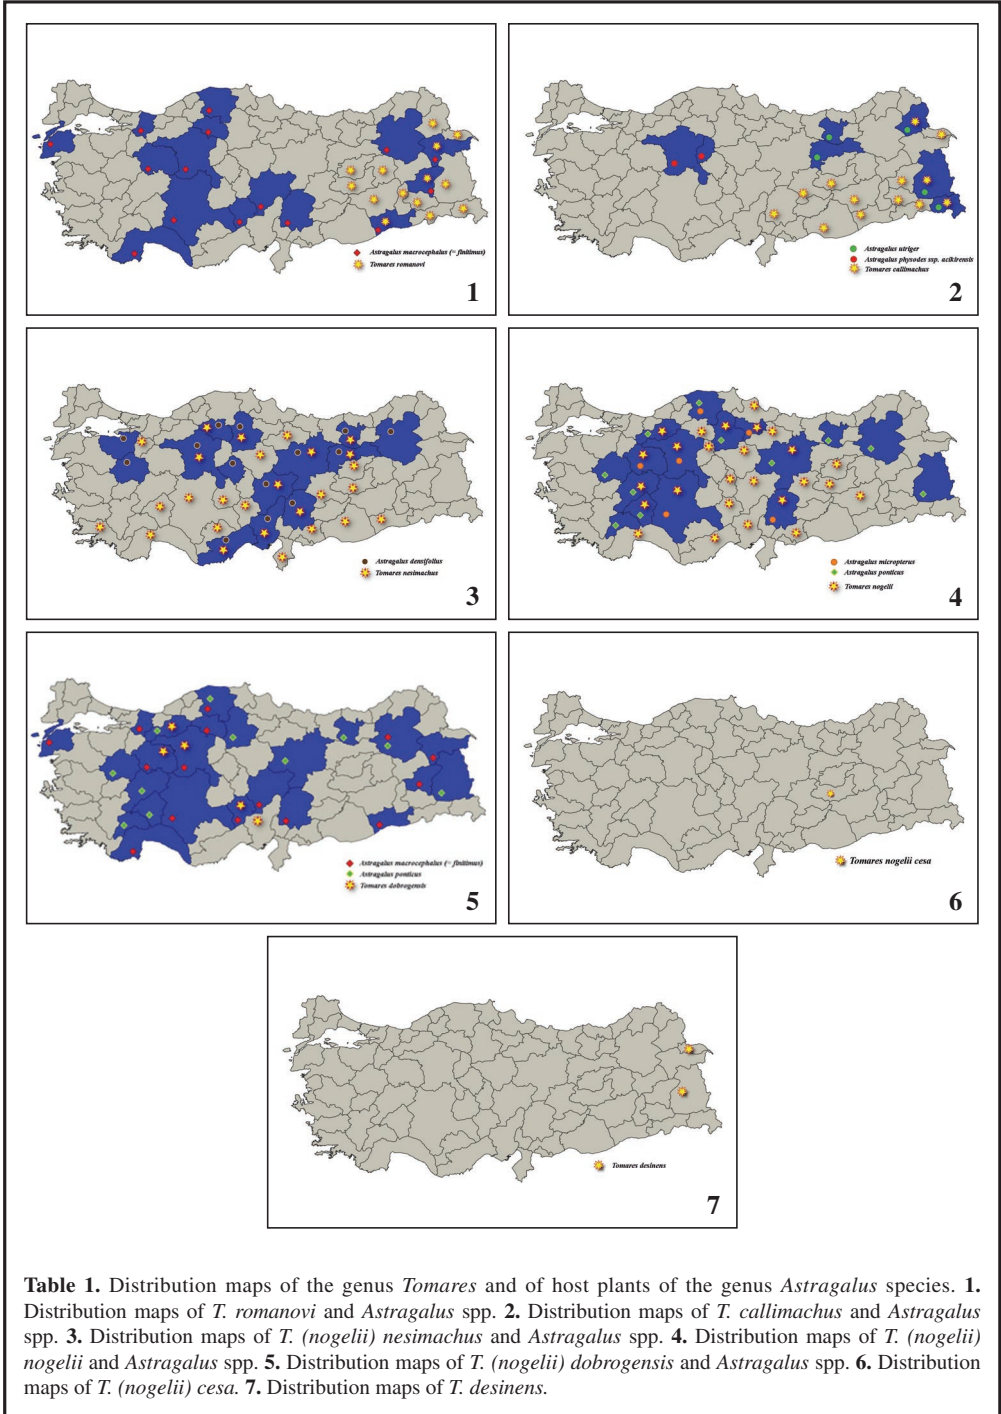 Astragalus macrocephalus (= finitimus)
Tomares romanovi
1
Astragalus utriger
Astragalus physodes ssp. acikirensis
Tomares callimachus
2
Astragalus densifolius
Tomares nesimachus
3
Astragalus micropterus
Astragalus ponticus
Tomares nogelii
4
Astragalus macrocephalus (= finitimus)
Astragalus ponticus
Tomares dobrogensis
5
Tomares nogelii cesa
6
Tomares desinens
7
Table 1. Distribution maps of the genus Tomares and of host plants of the genus Astragalus species. 1.
Distribution maps of T. romanovi and Astragalus spp. 2. Distribution maps of T. callimachus and Astragalus
spp. 3. Distribution maps of T. (nogelii) nesimachus and Astragalus spp. 4. Distribution maps of T. (nogelii)
nogelii and Astragalus spp. 5. Distribution maps of T. (nogelii) dobrogensis and Astragalus spp. 6. Distribution
maps of T. (nogelii) cesa. 7. Distribution maps of T. desinens.